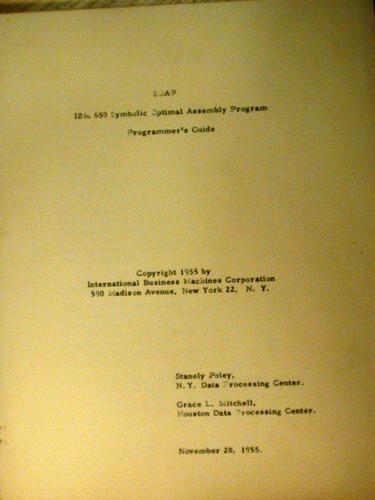 SOAP
IBM 650 Symbolic Optimal Assembly Program
Programmer's Guide
Copyright 1955 by
International Business Machines Corporation
590 Madison Avenue, New York 22, N. Y.
Stanely Poley,
N. Y. Data Processing Center.
Grace L. Mitchell,
Houston Data Processing Center.
November 20, 1955.